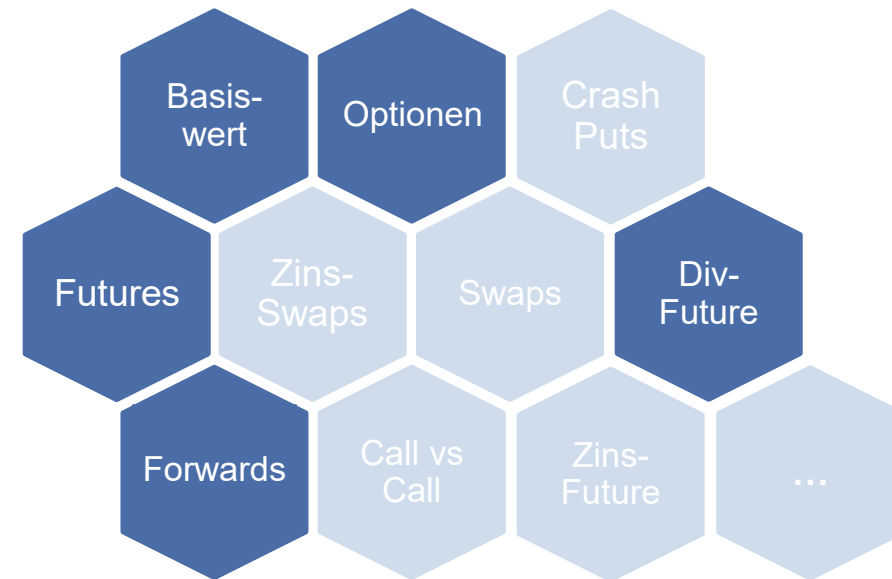 Basis-
wert
Optionen
Crash
Puts
Futures
Zins-
Swaps
Swaps
Div-
Future
Forwards
Call vs
Call
Zins-
Future
...